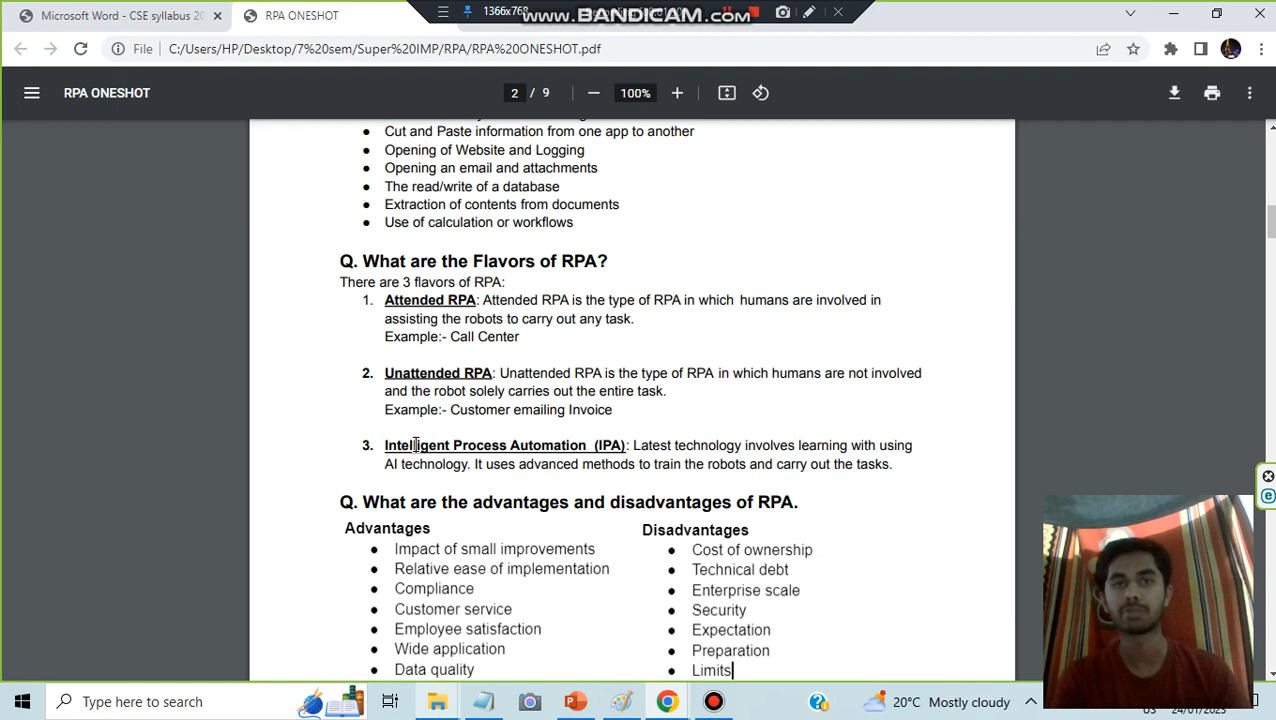 Microsoft Word - CSE syllabus 20
RPA ONESHOT
1366x768
www.BANDICAM.com
File
C:/Users/HP/Desktop/7%20sem/Super%20IMP/RPA/RPA%20ONESHOT.pdf
RPA ONESHOT
2 / 9
100%
Cut and Paste information from one app to another
Opening of Website and Logging
Opening an email and attachments
The read/write of a database
Extraction of contents from documents
Use of calculation or workflows
Q. What are the Flavors of RPA?
There are 3 flavors of RPA:
1. Attended RPA: Attended RPA is the type of RPA in which humans are involved in
assisting the robots to carry out any task.
Example:- Call Center
2. Unattended RPA: Unattended RPA is the type of RPA in which humans are not involved
and the robot solely carries out the entire task.
Example:- Customer emailing Invoice
3. Intelligent Process Automation (IPA): Latest technology involves learning with using
AI technology. It uses advanced methods to train the robots and carry out the tasks.
Q. What are the advantages and disadvantages of RPA.
Advantages
Impact of small improvements
Relative ease of implementation
Compliance
Customer service
Employee satisfaction
Wide application
Data quality
Disadvantages
Cost of ownership
Technical debt
Enterprise scale
Security
Expectation
Preparation
Limits
Type here to search
20°C Mostly cloudy
24/01/2023